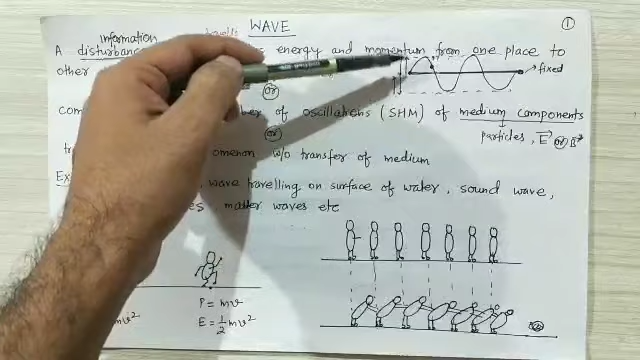 WAVE
①
information travells
A disturbance energy and momentum from one place to
other
fixed
(or)
com ber of oscillations (SHM) of medium components
particles, E⃗ (or) B⃗
(or)
tr omenon w/o transfer of medium
Ex , wave travelling on surface of water, sound wave,
es, matter waves etc
P = mv
mv² E = ½mv²